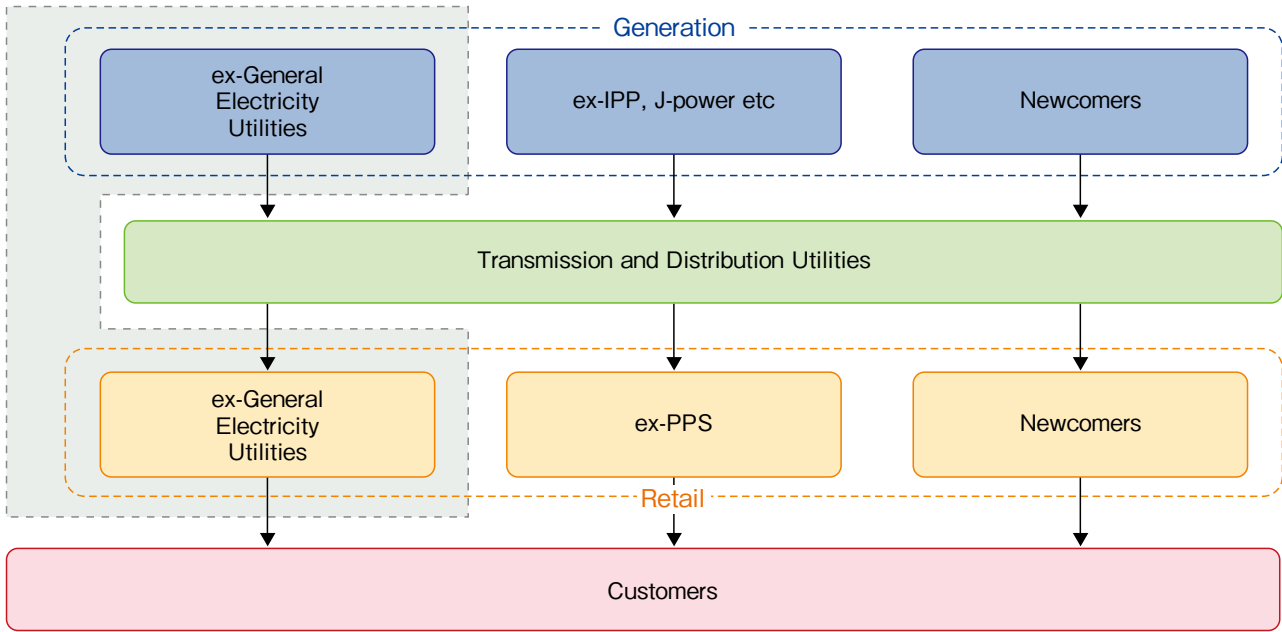 Generation
ex-General
Electricity
Utilities
ex-IPP, J-power etc
Newcomers
Transmission and Distribution Utilities
ex-General
Electricity
Utilities
ex-PPS
Newcomers
Retail
Customers